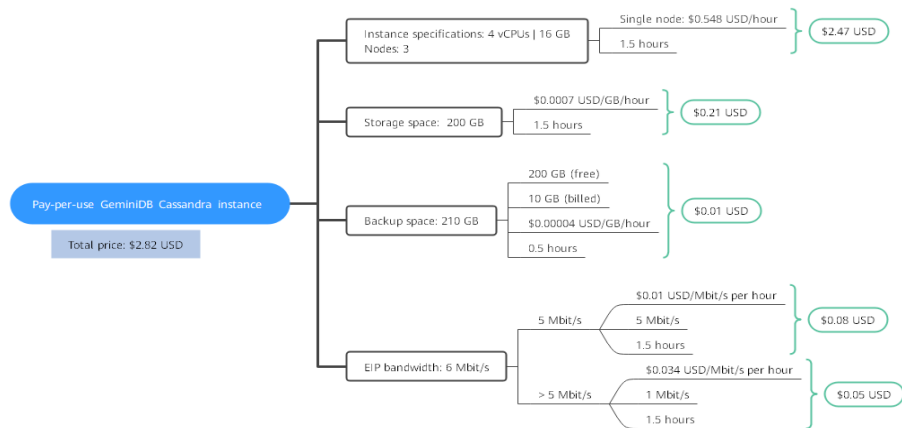 Pay-per-use GeminiDB Cassandra instance
Total price: $2.82 USD
Instance specifications: 4 vCPUs | 16 GB
Nodes: 3
Single node: $0.548 USD/hour
1.5 hours
$2.47 USD
Storage space: 200 GB
$0.0007 USD/GB/hour
1.5 hours
$0.21 USD
Backup space: 210 GB
200 GB (free)
10 GB (billed)
$0.00004 USD/GB/hour
0.5 hours
$0.01 USD
EIP bandwidth: 6 Mbit/s
5 Mbit/s
$0.01 USD/Mbit/s per hour
5 Mbit/s
1.5 hours
$0.08 USD
> 5 Mbit/s
$0.034 USD/Mbit/s per hour
1 Mbit/s
1.5 hours
$0.05 USD